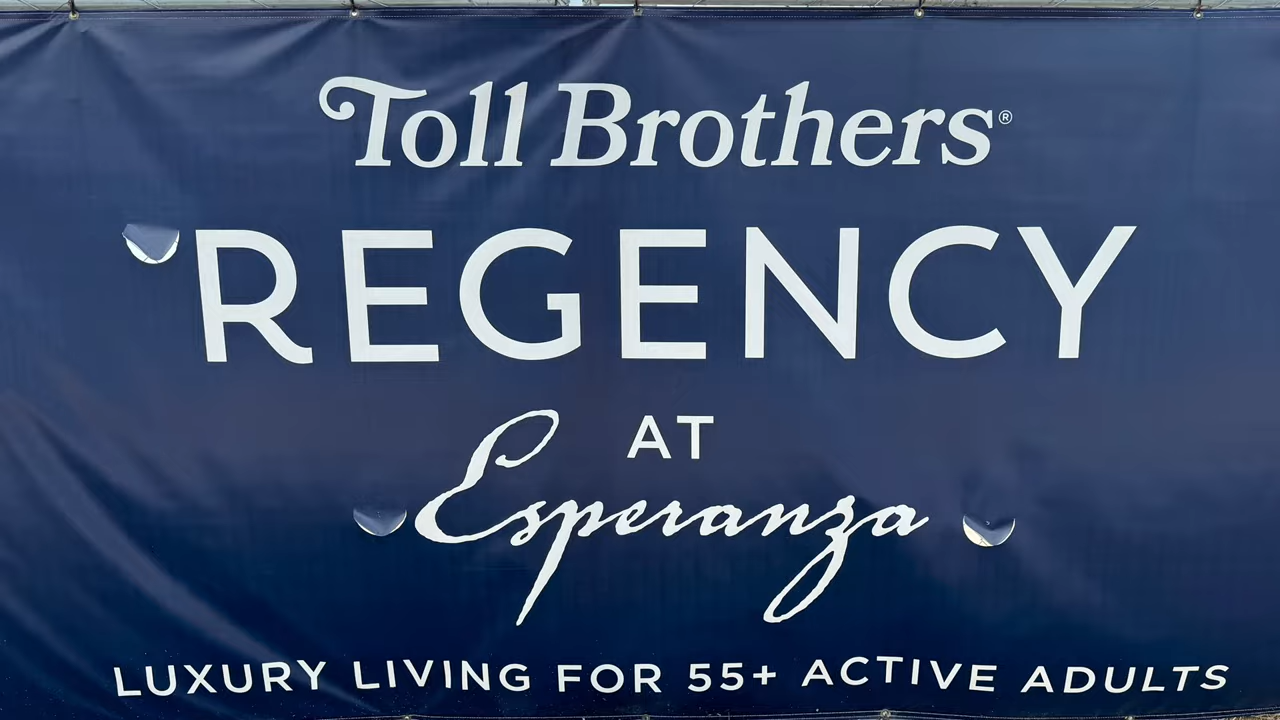 Toll Brothers®
REGENCY
AT
Esperanza
LUXURY LIVING FOR 55+ ACTIVE ADULTS